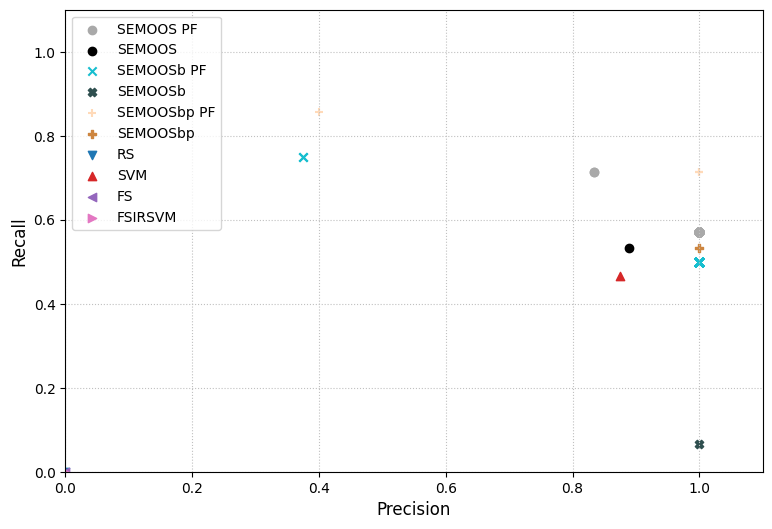 SEMOOS PF
SEMOOS
SEMOOSb PF
SEMOOSb
SEMOOSbp PF
SEMOOSbp
RS
SVM
FS
FSIRSVM
1.0
0.8
0.6
0.4
0.2
0.0
Recall
0.0 0.2 0.4 0.6 0.8 1.0
Precision